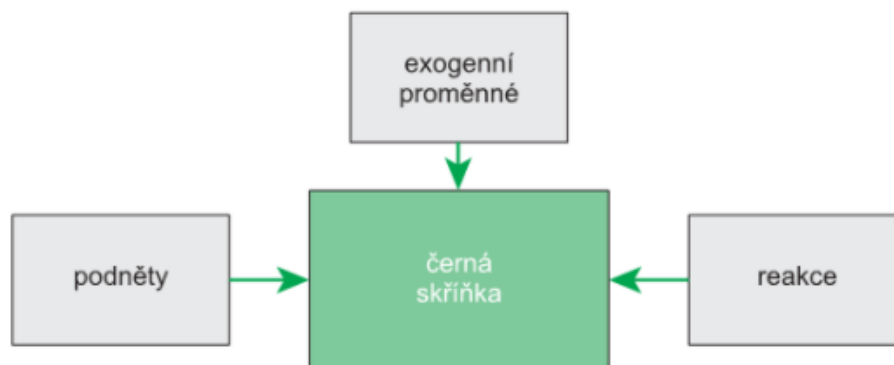 exogenní
proměnné
podněty
černá
skříňka
reakce